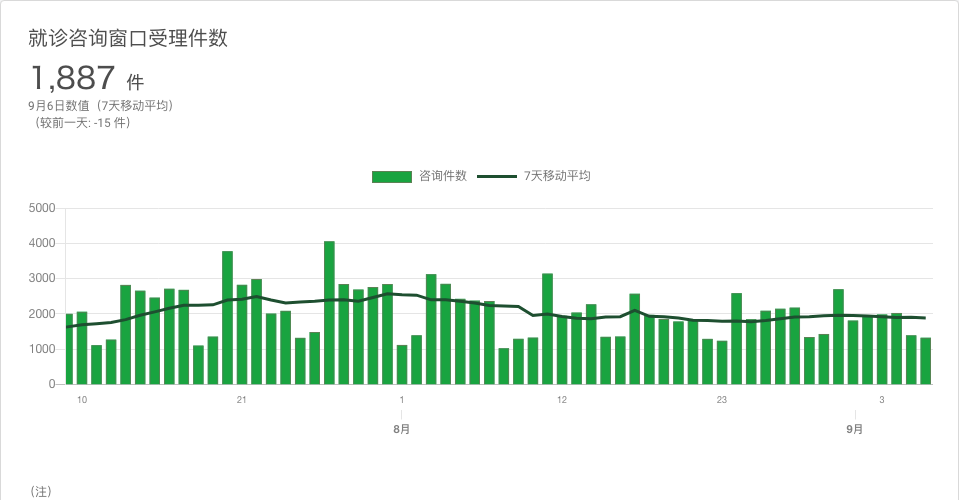 就诊咨询窗口受理件数
1,887 件
9月6日数值（7天移动平均）
（较前一天: -15 件）
咨询件数 7天移动平均
5000
4000
3000
2000
1000
0
10 21 1 12 23 3
8月 9月
（注）